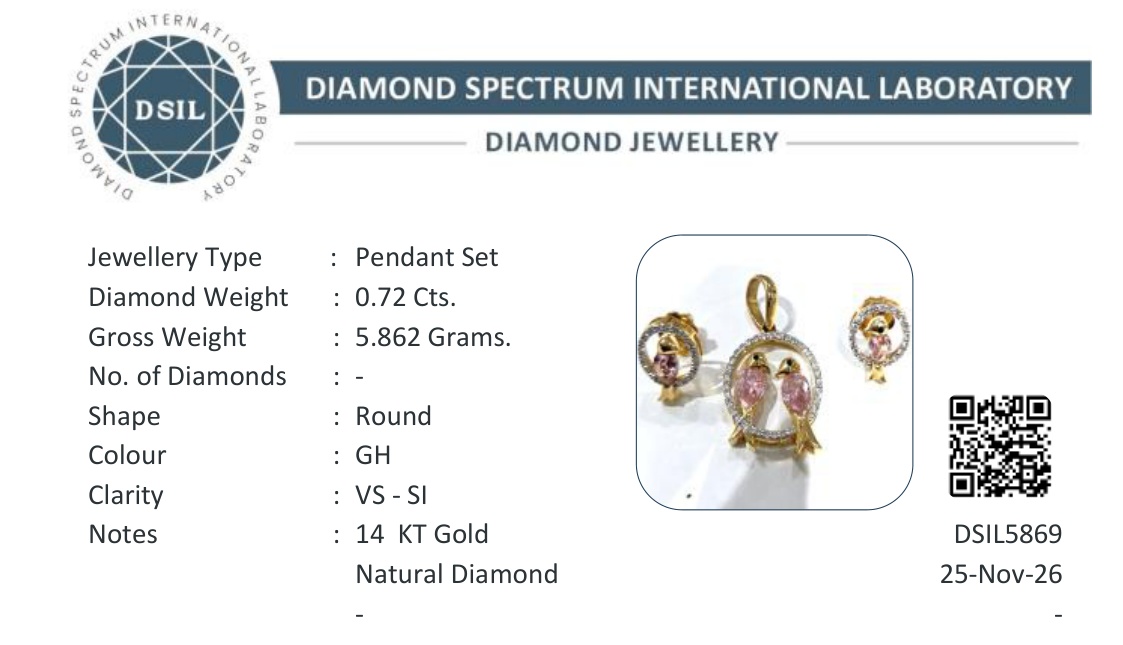 DIAMOND SPECTRUM INTERNATIONAL LABORATORY
DSIL
DIAMOND SPECTRUM INTERNATIONAL LABORATORY
DIAMOND JEWELLERY
Jewellery Type : Pendant Set
Diamond Weight : 0.72 Cts.
Gross Weight : 5.862 Grams.
No. of Diamonds : -
Shape : Round
Colour : GH
Clarity : VS - SI
Notes : 14 KT Gold DSIL5869
Natural Diamond 25-Nov-26
- -